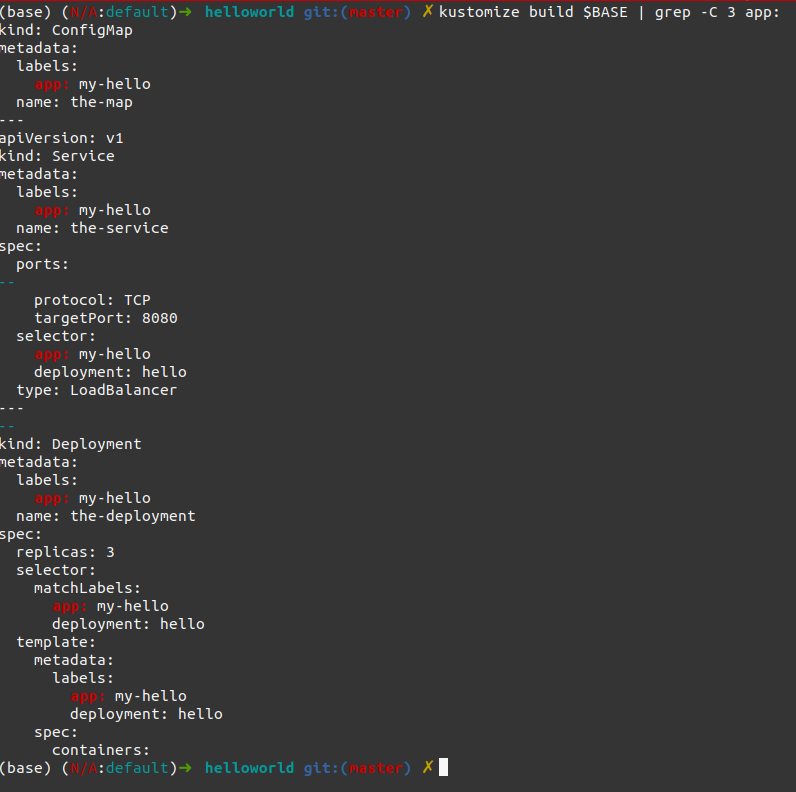 (base) (N/A:default)➜ helloworld git:(master) ✗ kustomize build $BASE | grep -C 3 app:
kind: ConfigMap
metadata:
  labels:
    app: my-hello
  name: the-map
---
apiVersion: v1
kind: Service
metadata:
  labels:
    app: my-hello
  name: the-service
spec:
  ports:
--
    protocol: TCP
    targetPort: 8080
  selector:
    app: my-hello
    deployment: hello
  type: LoadBalancer
---
--
kind: Deployment
metadata:
  labels:
    app: my-hello
  name: the-deployment
spec:
  replicas: 3
  selector:
    matchLabels:
      app: my-hello
      deployment: hello
  template:
    metadata:
      labels:
        app: my-hello
        deployment: hello
    spec:
      containers:
(base) (N/A:default)➜ helloworld git:(master) ✗